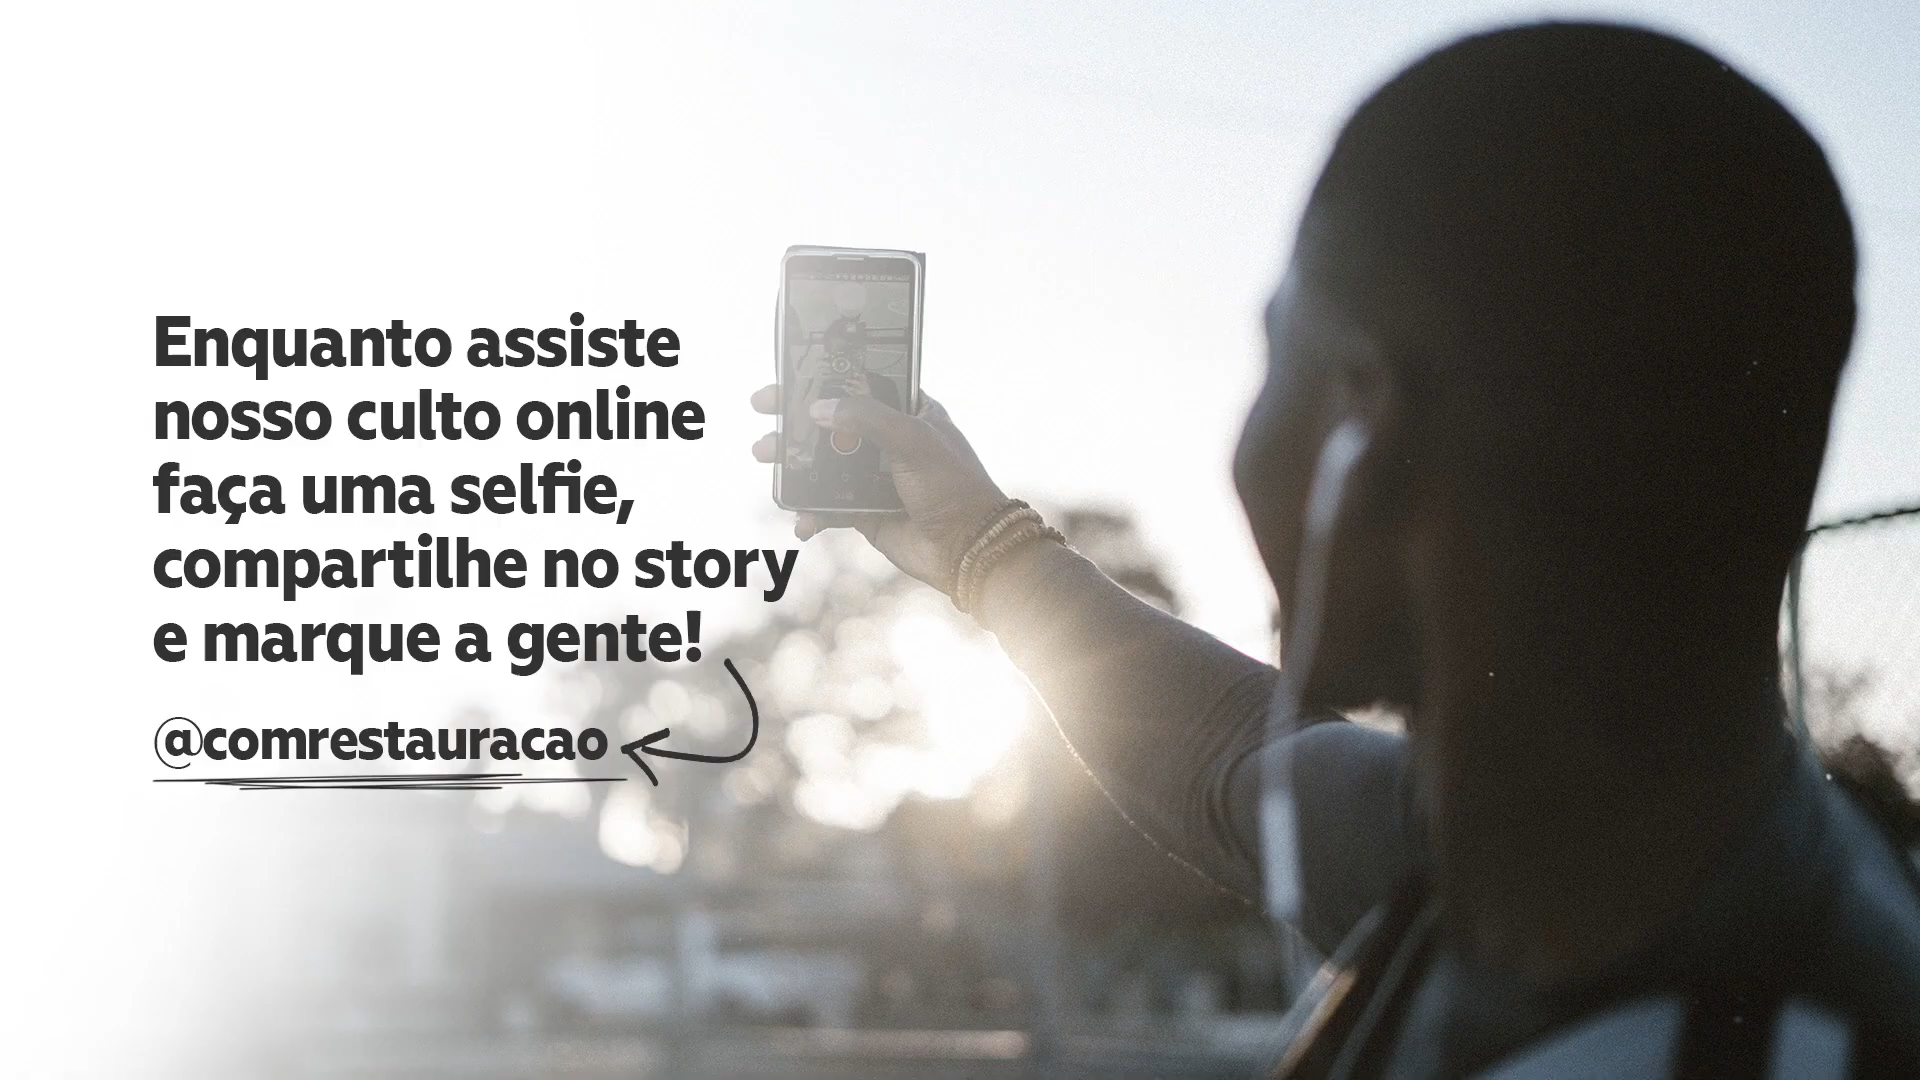 Enquanto assiste
nosso culto online
faça uma selfie,
compartilhe no story
e marque a gente!
@comrestauracao